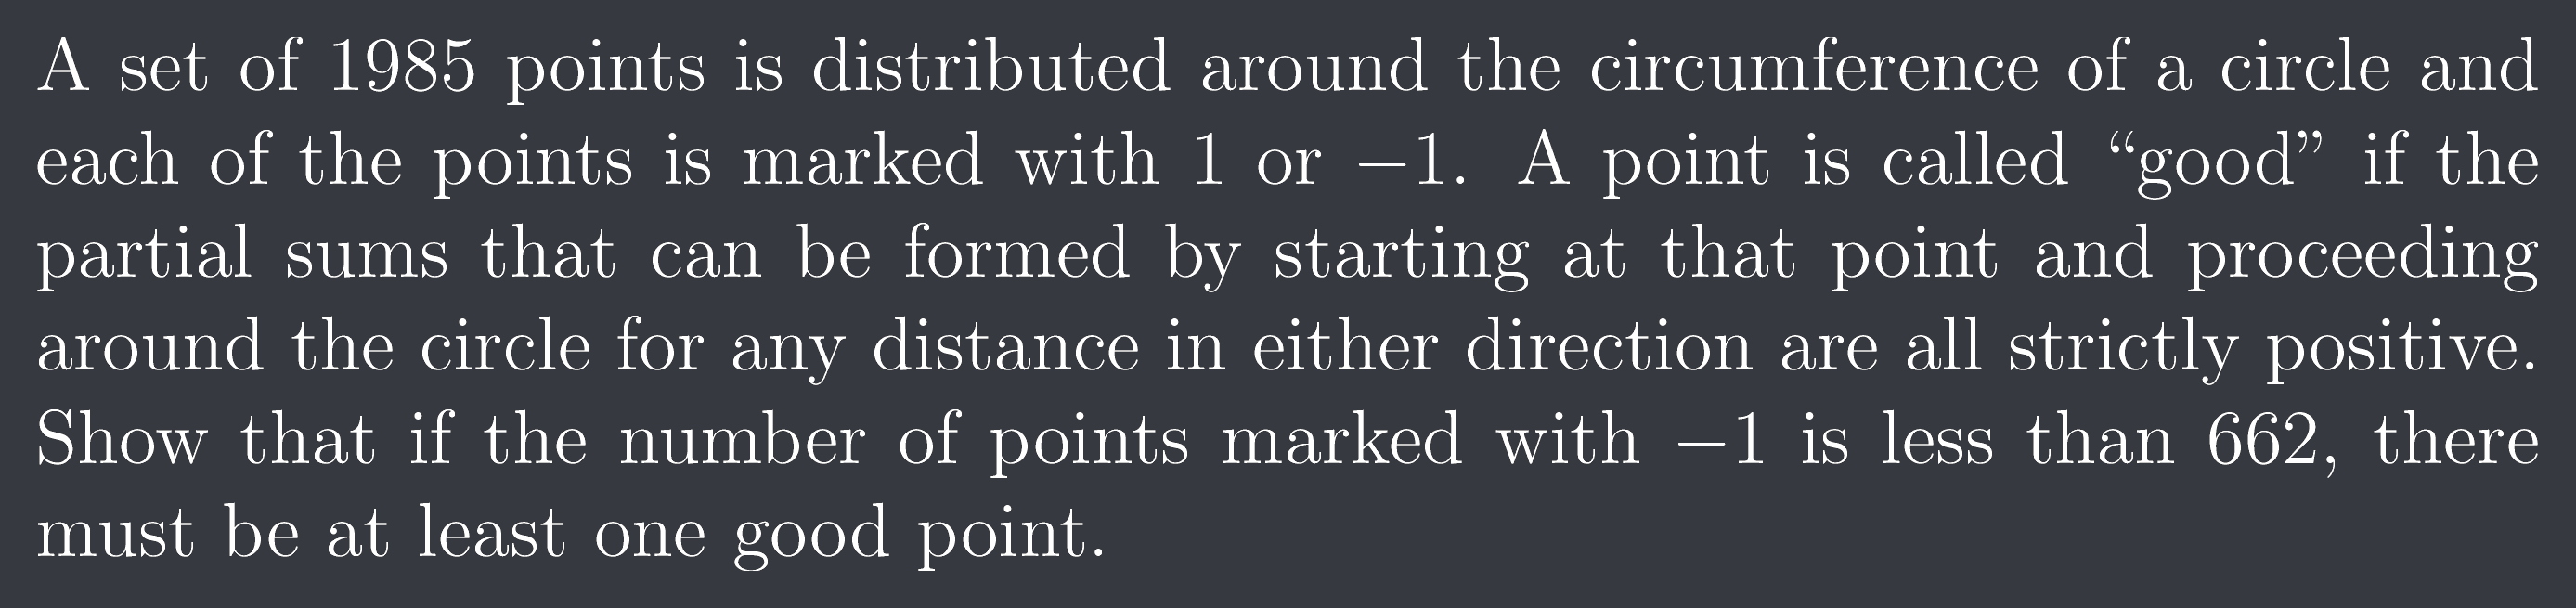 A set of 1985 points is distributed around the circumference of a circle and
each of the points is marked with 1 or −1. A point is called “good” if the
partial sums that can be formed by starting at that point and proceeding
around the circle for any distance in either direction are all strictly positive.
Show that if the number of points marked with −1 is less than 662, there
must be at least one good point.